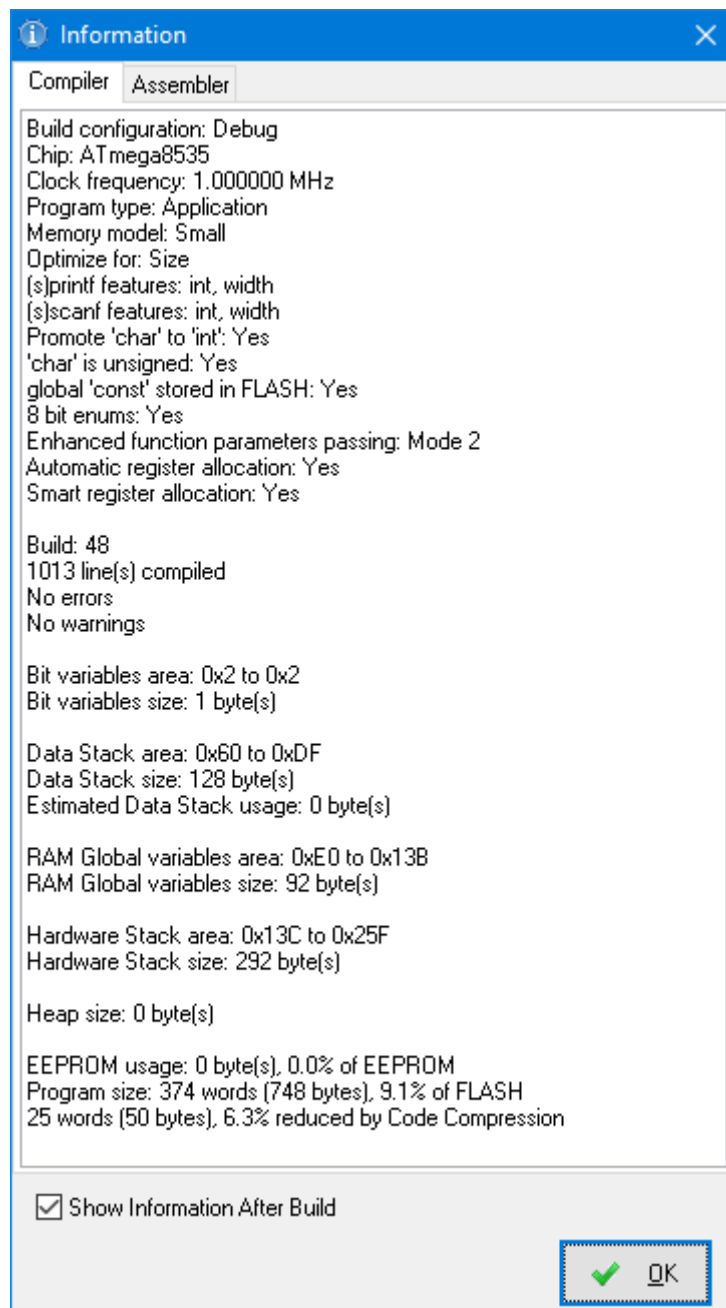 Information
Compiler
Assembler
Build configuration: Debug
Chip: ATmega8535
Clock frequency: 1.000000 MHz
Program type: Application
Memory model: Small
Optimize for: Size
(s)printf features: int, width
(s)scanf features: int, width
Promote 'char' to 'int': Yes
'char' is unsigned: Yes
global 'const' stored in FLASH: Yes
8 bit enums: Yes
Enhanced function parameters passing: Mode 2
Automatic register allocation: Yes
Smart register allocation: Yes
Build: 48
1013 line(s) compiled
No errors
No warnings
Bit variables area: 0x2 to 0x2
Bit variables size: 1 byte(s)
Data Stack area: 0x60 to 0xDF
Data Stack size: 128 byte(s)
Estimated Data Stack usage: 0 byte(s)
RAM Global variables area: 0xE0 to 0x13B
RAM Global variables size: 92 byte(s)
Hardware Stack area: 0x13C to 0x25F
Hardware Stack size: 292 byte(s)
Heap size: 0 byte(s)
EEPROM usage: 0 byte(s), 0.0% of EEPROM
Program size: 374 words (748 bytes), 9.1% of FLASH
25 words (50 bytes), 6.3% reduced by Code Compression
Show Information After Build
OK